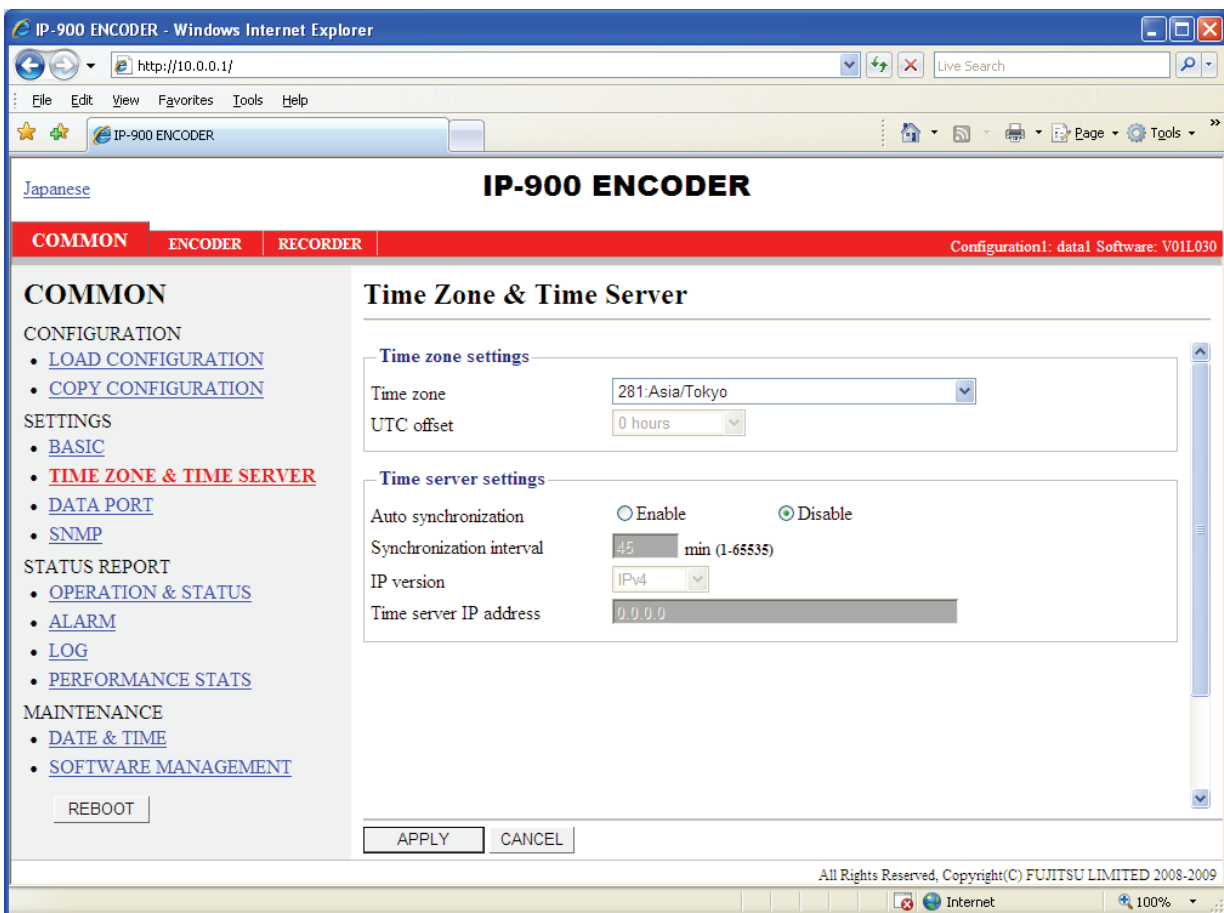 IP-900 ENCODER - Windows Internet Explorer
http://10.0.0.1/
Live Search
File Edit View Favorites Tools Help
IP-900 ENCODER
Page Tools »
Japanese
IP-900 ENCODER
COMMON ENCODER RECORDER
Configuration1: data1 Software: V01L030
COMMON
CONFIGURATION
• LOAD CONFIGURATION
• COPY CONFIGURATION
SETTINGS
• BASIC
• TIME ZONE & TIME SERVER
• DATA PORT
• SNMP
STATUS REPORT
• OPERATION & STATUS
• ALARM
• LOG
• PERFORMANCE STATS
MAINTENANCE
• DATE & TIME
• SOFTWARE MANAGEMENT
REBOOT
Time Zone & Time Server
Time zone settings
Time zone 281:Asia/Tokyo
UTC offset 0 hours
Time server settings
Auto synchronization Enable Disable
Synchronization interval 45 min (1-65535)
IP version IPv4
Time server IP address 0.0.0.0
APPLY CANCEL
All Rights Reserved, Copyright(C) FUJITSU LIMITED 2008-2009
Internet 100%